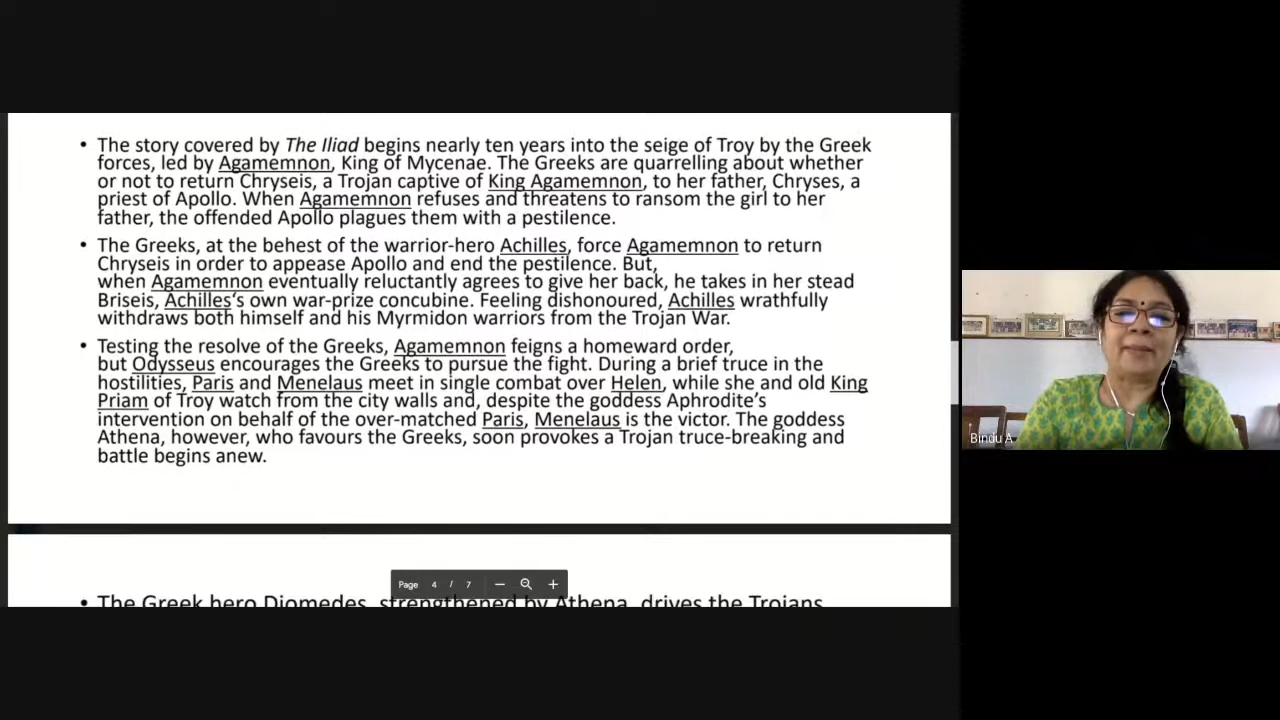 • The story covered by The Iliad begins nearly ten years into the seige of Troy by the Greek
forces, led by Agamemnon, King of Mycenae. The Greeks are quarrelling about whether
or not to return Chryseis, a Trojan captive of King Agamemnon, to her father, Chryses, a
priest of Apollo. When Agamemnon refuses and threatens to ransom the girl to her
father, the offended Apollo plagues them with a pestilence.
• The Greeks, at the behest of the warrior-hero Achilles, force Agamemnon to return
Chryseis in order to appease Apollo and end the pestilence. But,
when Agamemnon eventually reluctantly agrees to give her back, he takes in her stead
Briseis, Achilles‘s own war-prize concubine. Feeling dishonoured, Achilles wrathfully
withdraws both himself and his Myrmidon warriors from the Trojan War.
• Testing the resolve of the Greeks, Agamemnon feigns a homeward order,
but Odysseus encourages the Greeks to pursue the fight. During a brief truce in the
hostilities, Paris and Menelaus meet in single combat over Helen, while she and old King
Priam of Troy watch from the city walls and, despite the goddess Aphrodite’s
intervention on behalf of the over-matched Paris, Menelaus is the victor. The goddess
Athena, however, who favours the Greeks, soon provokes a Trojan truce-breaking and
battle begins anew.
Page 4 / 7
• The Greek hero Diomedes, strengthened by Athena, drives the Trojans
Bindu A